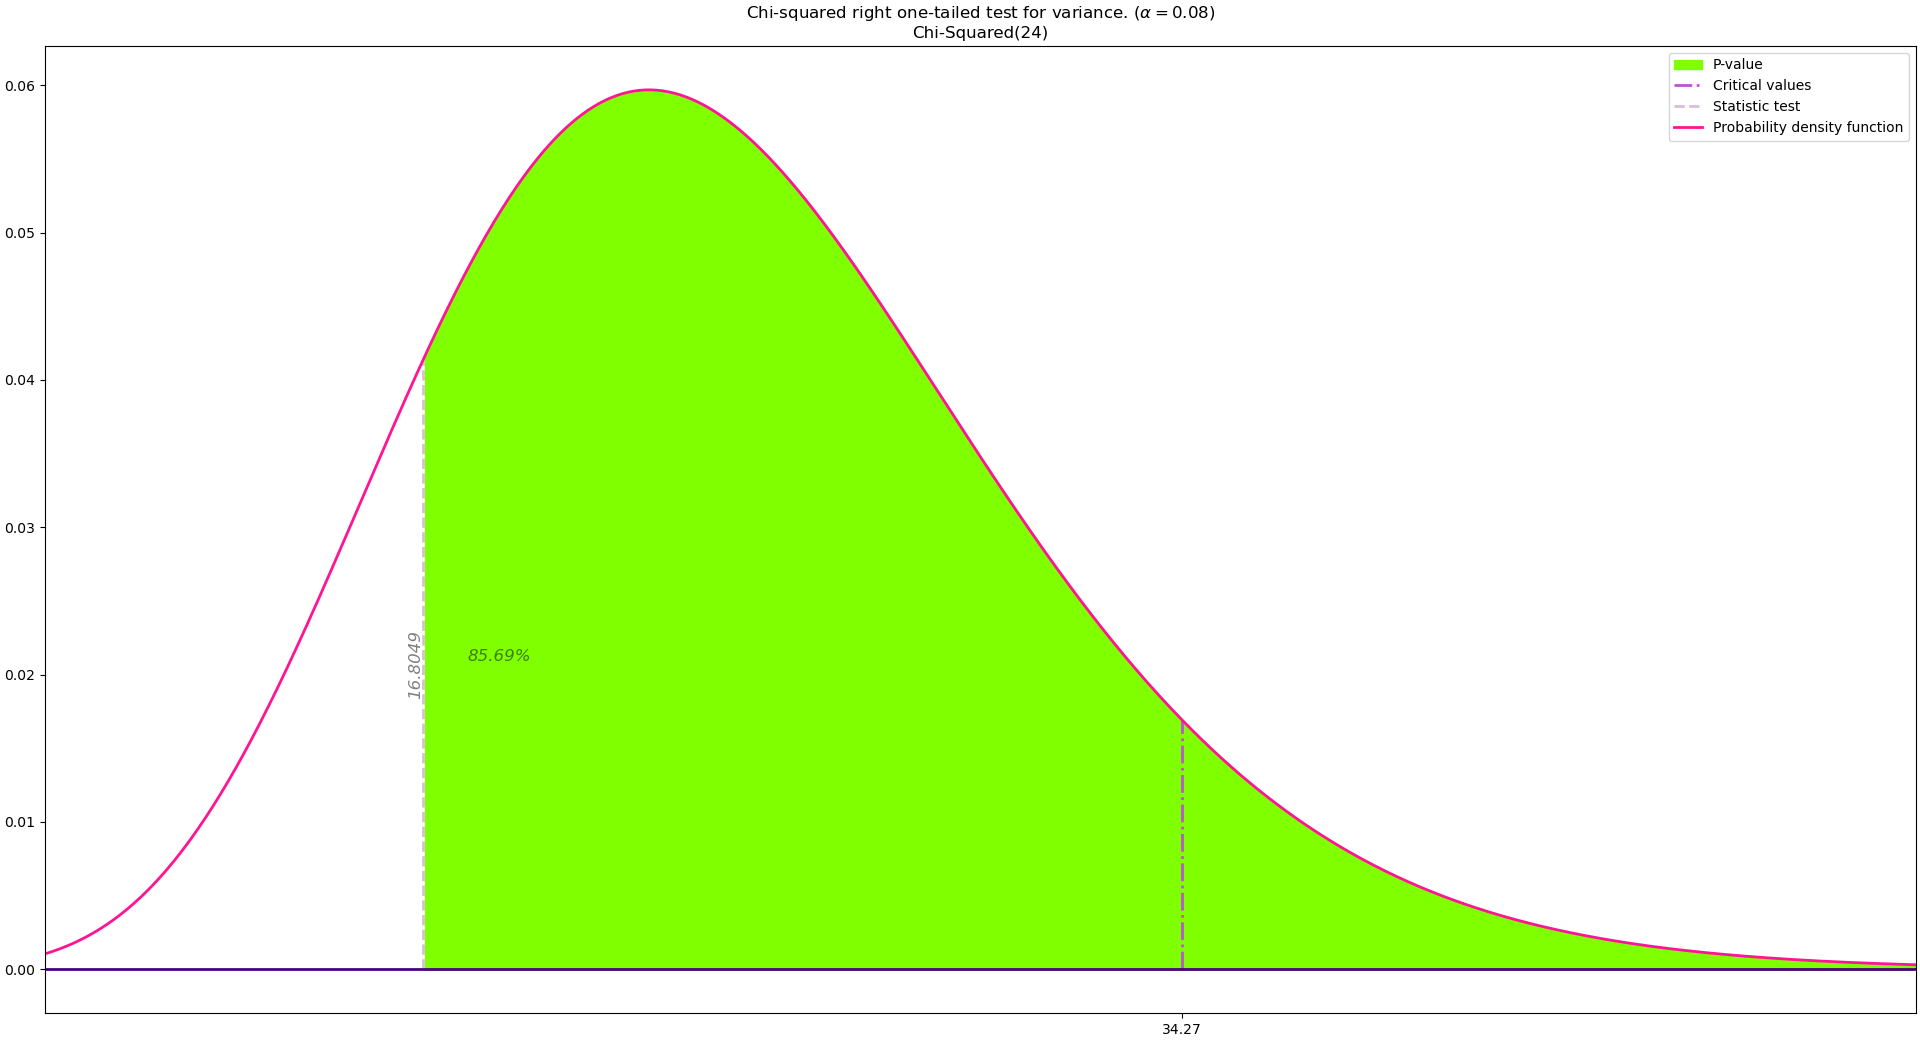 Chi-squared right one-tailed test for variance. (α = 0.08)
Chi-Squared(24)
P-value
Critical values
Statistic test
Probability density function
0.06
0.05
0.04
0.03
0.02
0.01
0.00
16.8049
85.69%
34.27